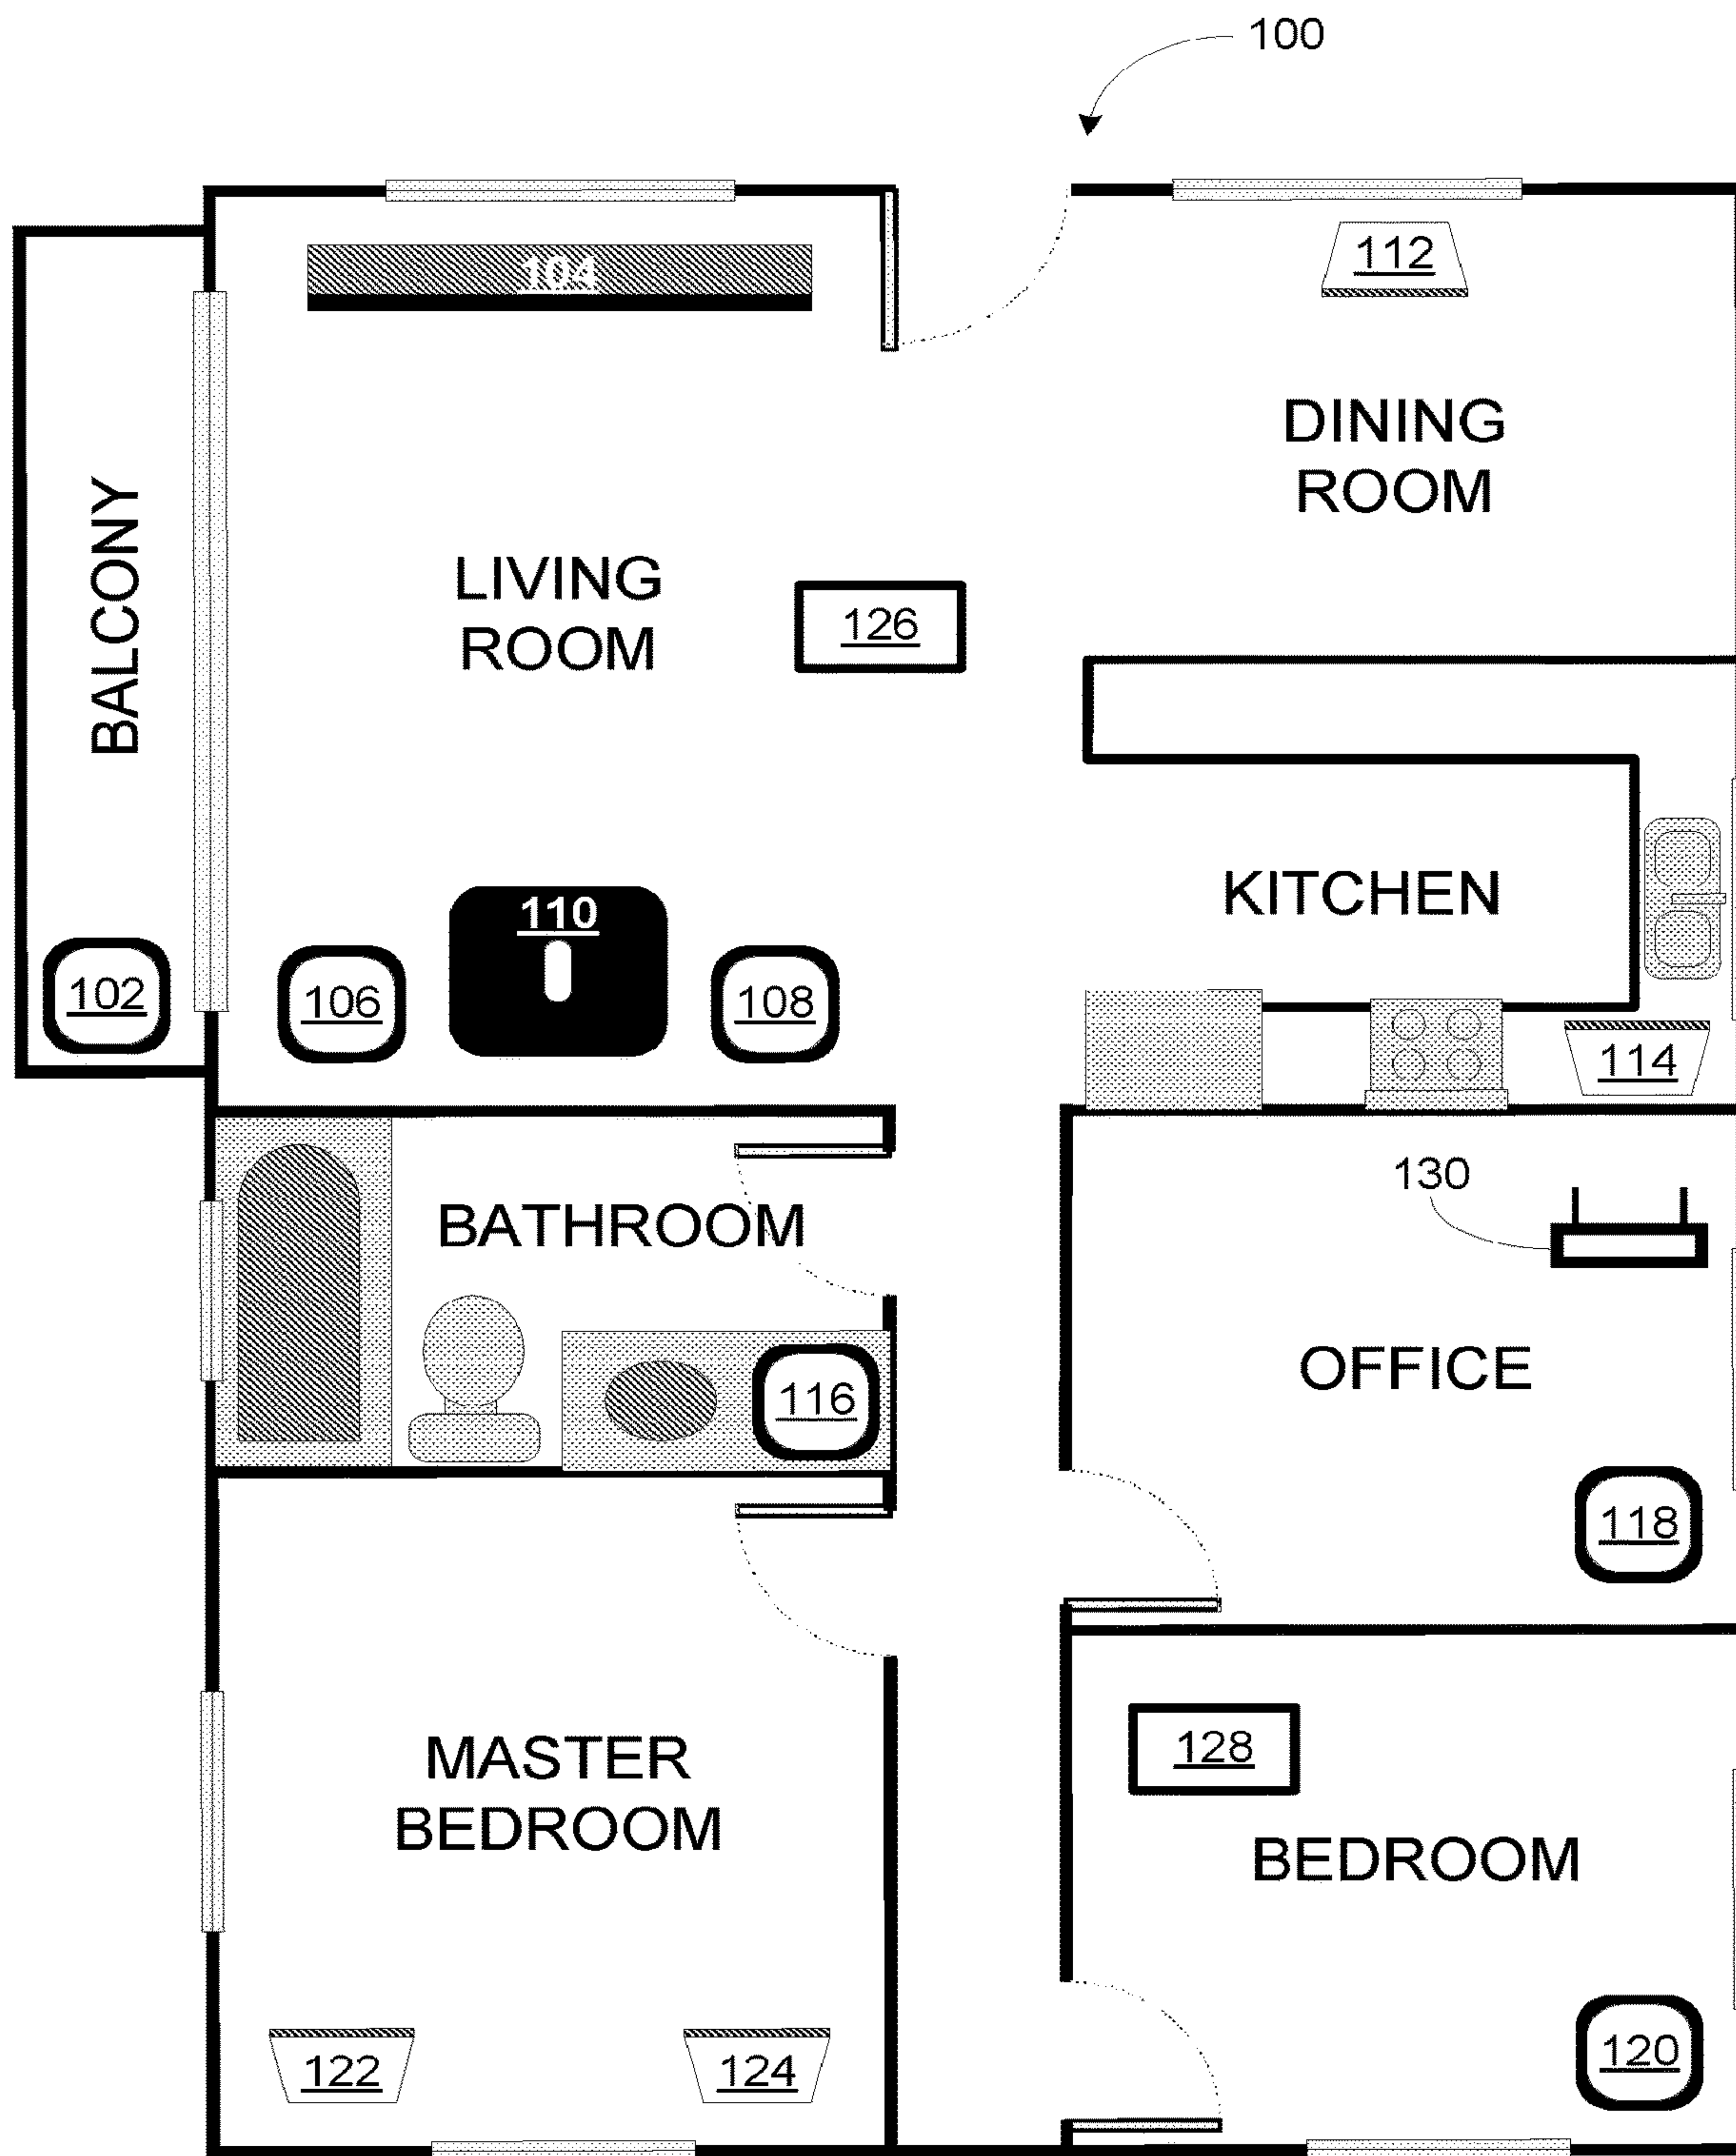 100
104
112
DINING
ROOM
BALCONY
LIVING
ROOM
126
KITCHEN
110
102
106
108
114
130
BATHROOM
OFFICE
116
118
MASTER
BEDROOM
128
BEDROOM
122
124
120